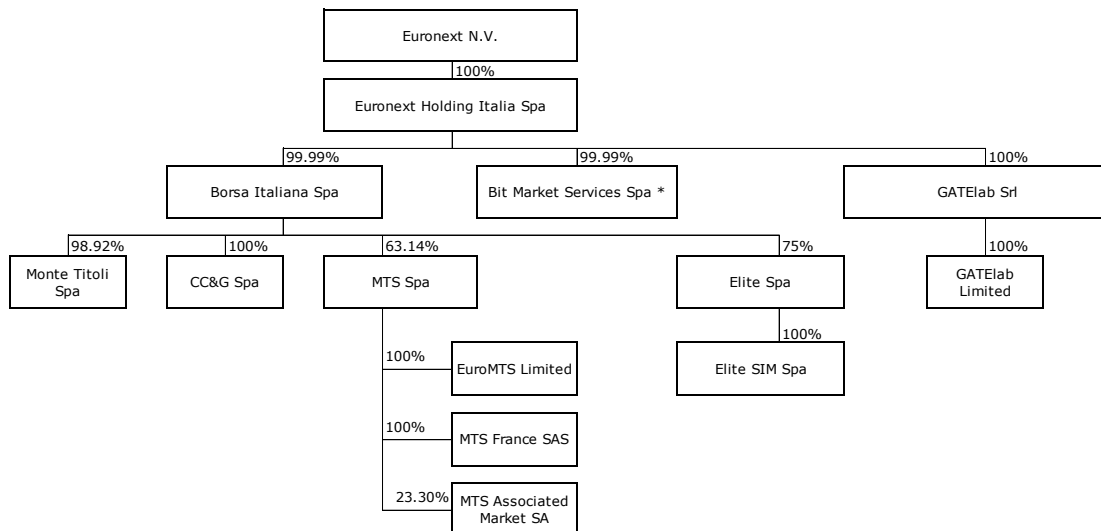 Euronext N.V.
100%
Euronext Holding Italia Spa
99.99%
99.99%
100%
Borsa Italiana Spa
Bit Market Services Spa *
GATElab Srl
98.92%
100%
63.14%
75%
100%
Monte Titoli
Spa
CC&G Spa
MTS Spa
Elite Spa
GATElab
Limited
100%
100%
EuroMTS Limited
Elite SIM Spa
100%
MTS France SAS
23.30%
MTS Associated
Market SA